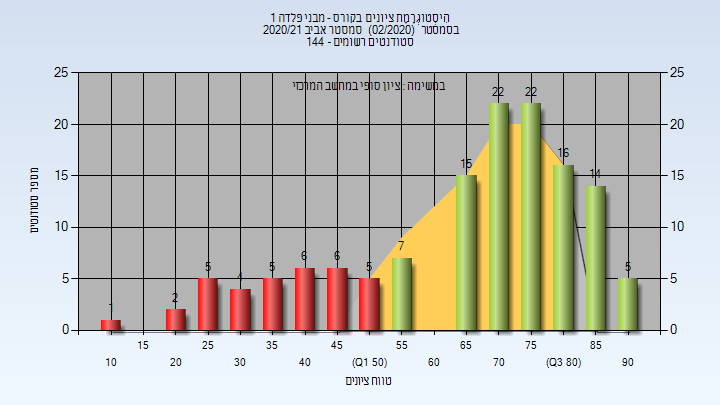 היסטוגרמת ציונים בקורס - מבני פלדה 1
בסמסטר (02/2020) סמסטר אביב 2020/21
סטודנטים רשומים - 144
במשימה : ציון סופי במחשב המרכזי
25 25
20 20
15 15
10 10
5 5
0 0
1 2 5 4 5 6 6 5 7 15 22 22 16 14 5
מספר סטודנטים
15 25 35 45 55 65 75 85
10 20 30 40 (Q1 50) 60 70 (Q3 80) 90
טווח ציונים